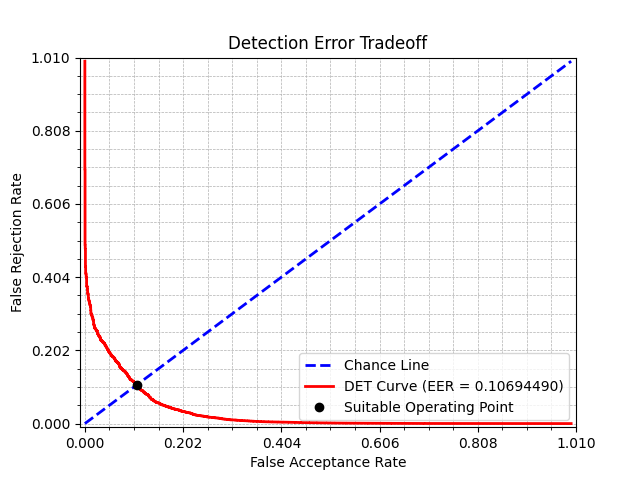 Detection Error Tradeoff
1.010
0.808
0.606
0.404
0.202
0.000
False Rejection Rate
Chance Line
DET Curve (EER = 0.10694490)
Suitable Operating Point
0.000 0.202 0.404 0.606 0.808 1.010
False Acceptance Rate